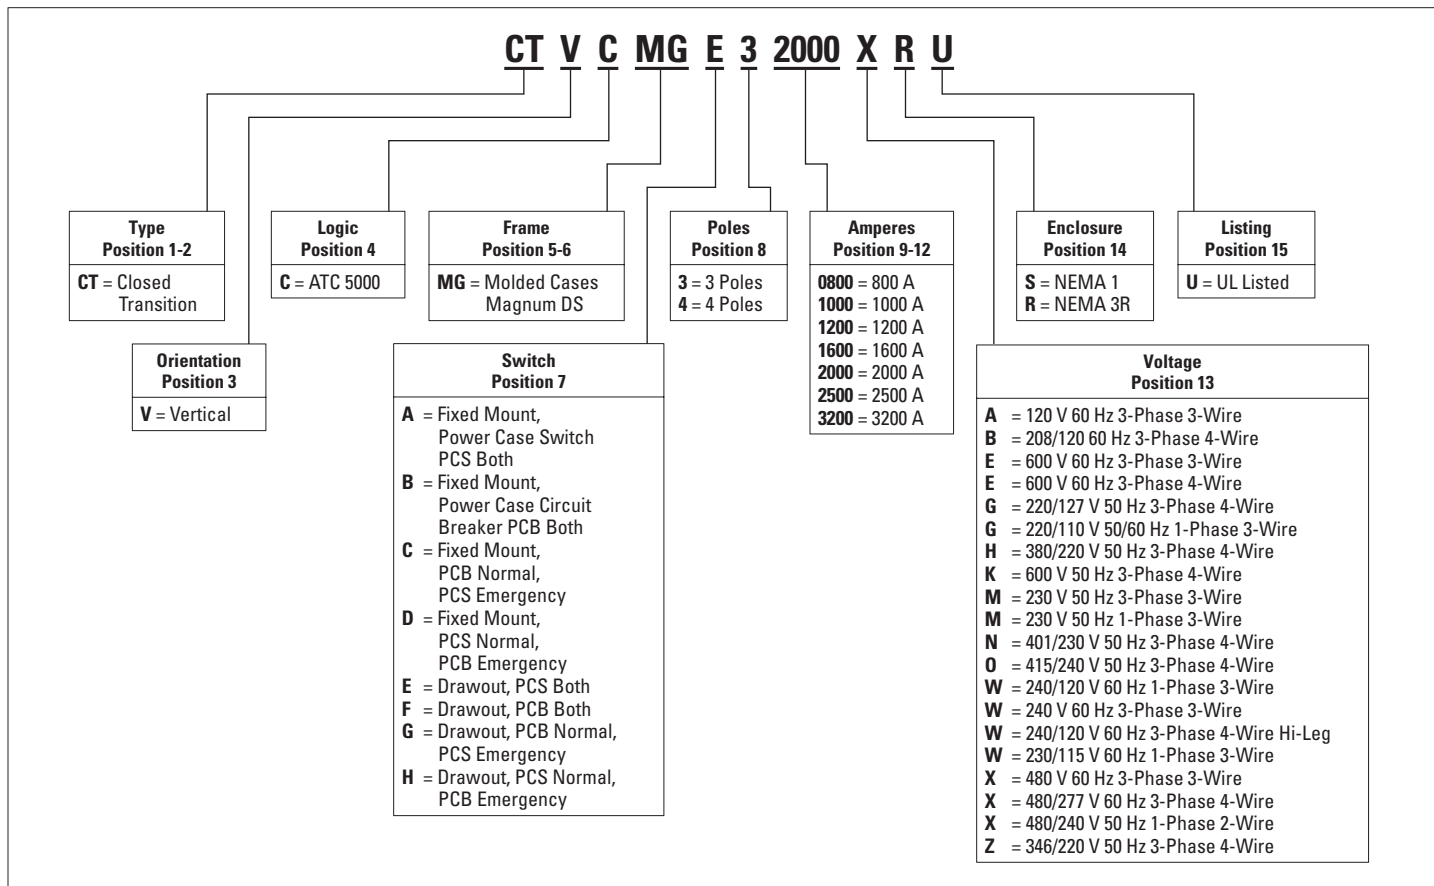 CT V C MG E 3 2000 X R U
Type
Position 1-2
CT = Closed
Transition
Orientation
Position 3
V = Vertical
Logic
Position 4
C = ATC 5000
Frame
Position 5-6
MG = Molded Cases
Magnum DS
Switch
Position 7
A = Fixed Mount,
Power Case Switch
PCS Both
B = Fixed Mount,
Power Case Circuit
Breaker PCB Both
C = Fixed Mount,
PCB Normal,
PCS Emergency
D = Fixed Mount,
PCS Normal,
PCB Emergency
E = Drawout, PCS Both
F = Drawout, PCB Both
G = Drawout, PCB Normal,
PCS Emergency
H = Drawout, PCS Normal,
PCB Emergency
Poles
Position 8
3 = 3 Poles
4 = 4 Poles
Amperes
Position 9-12
0800 = 800 A
1000 = 1000 A
1200 = 1200 A
1600 = 1600 A
2000 = 2000 A
2500 = 2500 A
3200 = 3200 A
Voltage
Position 13
A = 120 V 60 Hz 3-Phase 3-Wire
B = 208/120 60 Hz 3-Phase 4-Wire
E = 600 V 60 Hz 3-Phase 3-Wire
E = 600 V 60 Hz 3-Phase 4-Wire
G = 220/127 V 50 Hz 3-Phase 4-Wire
G = 220/110 V 50/60 Hz 1-Phase 3-Wire
H = 380/220 V 50 Hz 3-Phase 4-Wire
K = 600 V 50 Hz 3-Phase 4-Wire
M = 230 V 50 Hz 3-Phase 3-Wire
M = 230 V 50 Hz 1-Phase 3-Wire
N = 401/230 V 50 Hz 3-Phase 4-Wire
O = 415/240 V 50 Hz 3-Phase 4-Wire
W = 240/120 V 60 Hz 1-Phase 3-Wire
W = 240 V 60 Hz 3-Phase 3-Wire
W = 240/120 V 60 Hz 3-Phase 4-Wire Hi-Leg
W = 230/115 V 60 Hz 1-Phase 3-Wire
X = 480 V 60 Hz 3-Phase 3-Wire
X = 480/277 V 60 Hz 3-Phase 4-Wire
X = 480/240 V 50 Hz 1-Phase 2-Wire
Z = 346/220 V 50 Hz 3-Phase 4-Wire
Enclosure
Position 14
S = NEMA 1
R = NEMA 3R
Listing
Position 15
U = UL Listed